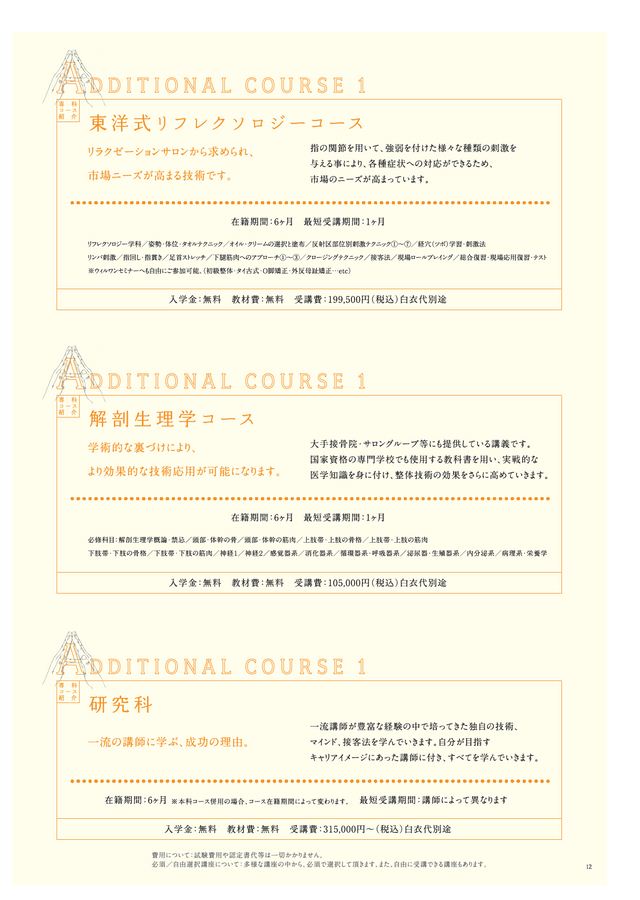 ADDITIONAL COURSE 1
専科
コース
紹介
東洋式リフレクソロジーコース
リラクゼーションサロンから求められ、
市場ニーズが高まる技術です。
指の関節を用いて、強弱を付けた様々な種類の刺激を
与える事により、各種症状への対応ができるため、
市場のニーズが高まっています。
在籍期間：6ヶ月　最短受講期間：1ヶ月
リフレクソロジー学科／姿勢・体位・タオルテクニック／オイル・クリームの選択と塗布／反射区部位別刺激テクニック①〜⑦／経穴（ツボ）学習・刺激法
リンパ刺激／指回し・指貫き／足首ストレッチ／下腿筋肉へのアプローチ①〜③／クロージングテクニック／接客法／現場ロールプレイング／総合復習・現場応用復習・テスト
※ウィルワンセミナーへも自由にご参加可能。（初級整体・タイ古式・O脚矯正・外反母趾矯正…etc）
入学金：無料　教材費：無料　受講費：199,500円（税込）白衣代別途
ADDITIONAL COURSE 1
専科
コース
紹介
解剖生理学コース
学術的な裏づけにより、
より効果的な技術応用が可能になります。
大手接骨院・サロングループ等にも提供している講義です。
国家資格の専門学校でも使用する教科書を用い、実戦的な
医学知識を身に付け、整体技術の効果をさらに高めていきます。
在籍期間：6ヶ月　最短受講期間：1ヶ月
必修科目：解剖生理学概論・禁忌／頭部・体幹の骨／頭部・体幹の筋肉／上肢帯・上肢の骨格／上肢帯・上肢の筋肉
下肢帯・下肢の骨格／下肢帯・下肢の筋肉／神経1／神経2／感覚器系／消化器系／循環器系・呼吸器系／泌尿器・生殖器系／内分泌系／病理系・栄養学
入学金：無料　教材費：無料　受講費：105,000円（税込）白衣代別途
ADDITIONAL COURSE 1
専科
コース
紹介
研究科
一流の講師に学ぶ、成功の理由。
一流講師が豊富な経験の中で培ってきた独自の技術、
マインド、接客法を学んでいきます。自分が目指す
キャリアイメージにあった講師に付き、すべてを学んでいきます。
在籍期間：6ヶ月 ※本科コース併用の場合、コース在籍期間によって変わります。　最短受講期間：講師によって異なります
入学金：無料　教材費：無料　受講費：315,000円〜（税込）白衣代別途
費用について：試験費用や認定書代等は一切かかりません。
必須／自由選択講座について：多様な講座の中から、必須で選択して頂きます。また、自由に受講できる講座もあります。
12